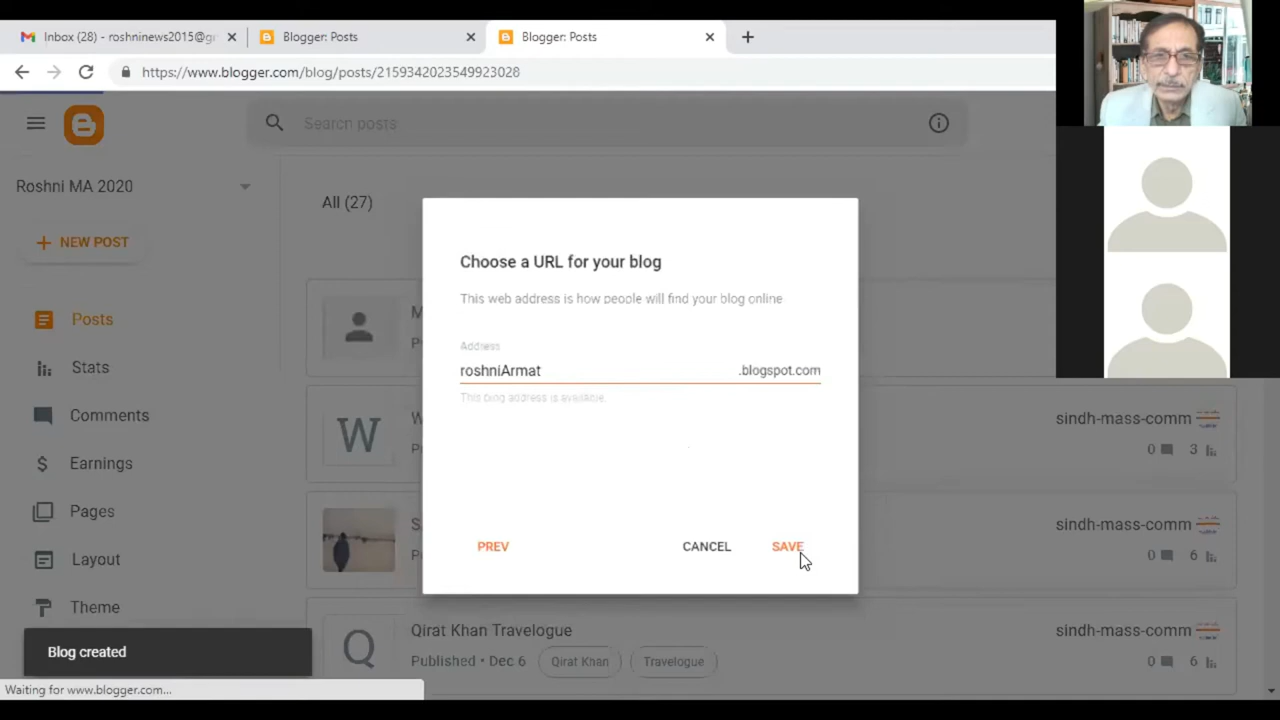 Inbox (28) - roshninews2015@g
Blogger: Posts
Blogger: Posts
https://www.blogger.com/blog/posts/2159342023549923028
Search posts
Roshni MA 2020
All (27)
NEW POST
Choose a URL for your blog
This web address is how people will find your blog online
Posts
M
P
Address
Stats
roshniArmat
.blogspot.com
This blog address is available.
Comments
W
W
sindh-mass-comm
P
0
3
Earnings
Pages
S
sindh-mass-comm
PREV
CANCEL
SAVE
P
0
6
Layout
Theme
Q
Qirat Khan Travelogue
sindh-mass-comm
Blog created
Published • Dec 6
Qirat Khan
Travelogue
0
6
Waiting for www.blogger.com...